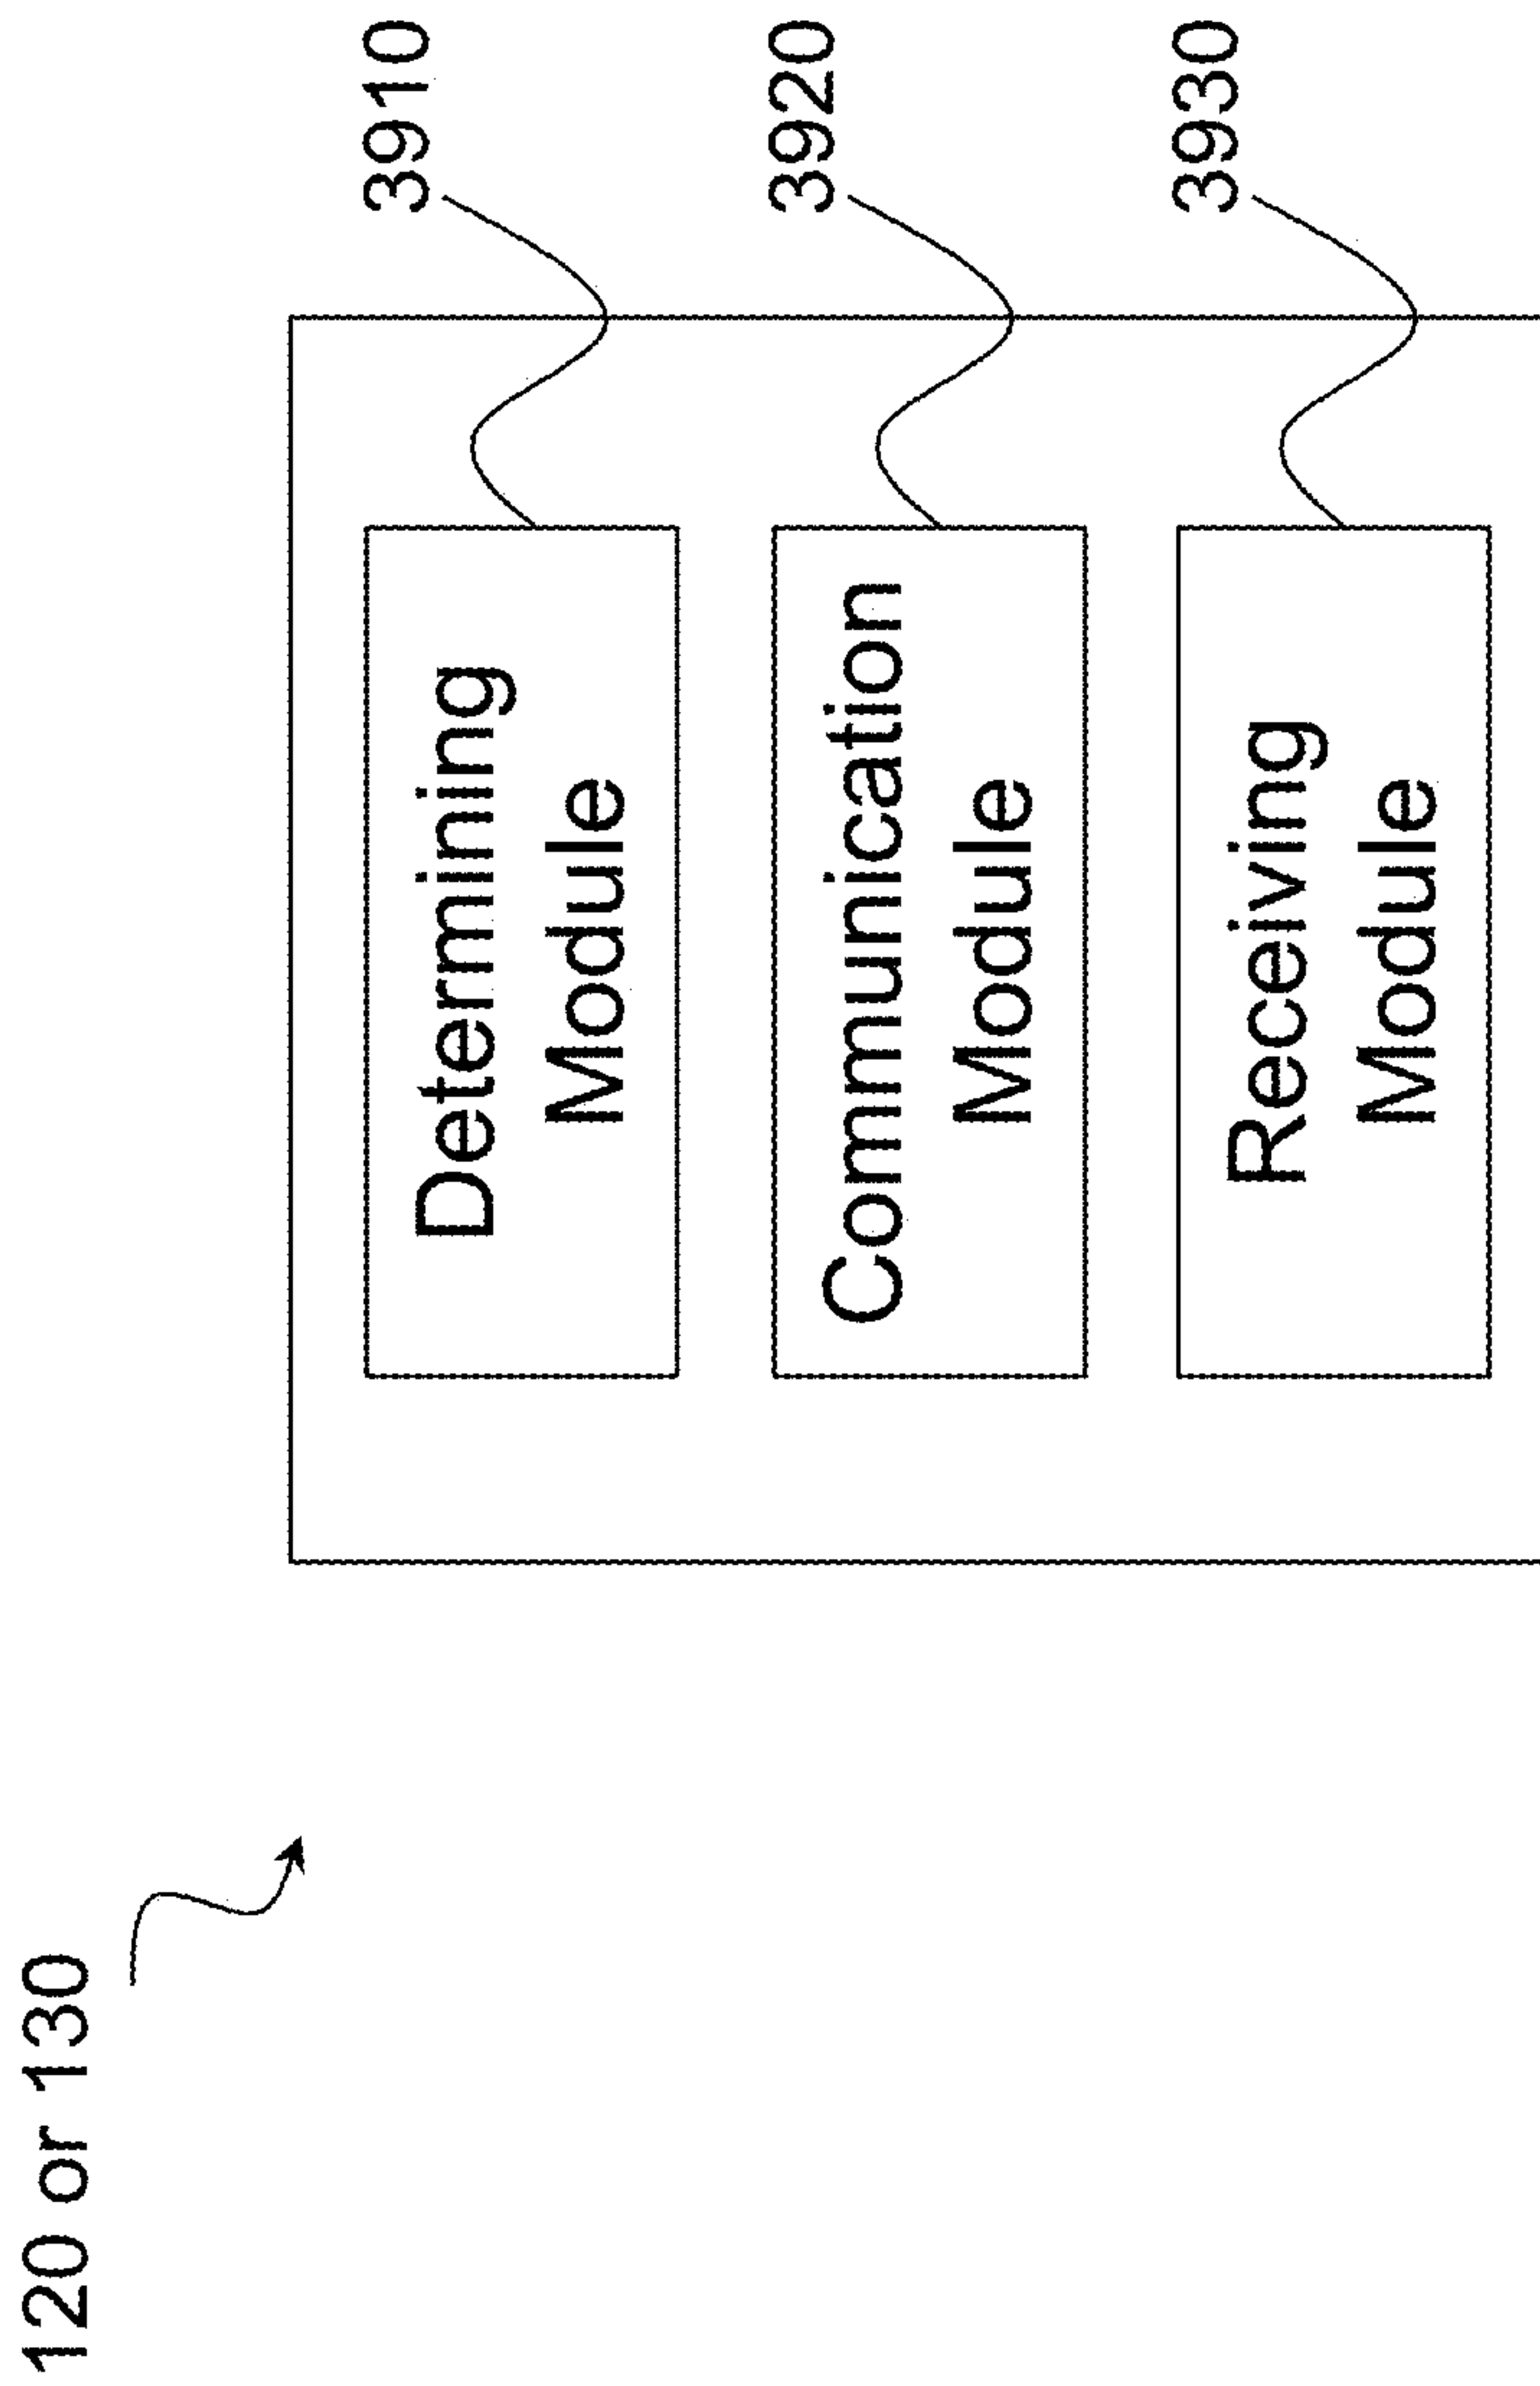 120 or 130
Determining
Module
3910
Communication
Module
3920
Receiving
Module
3930